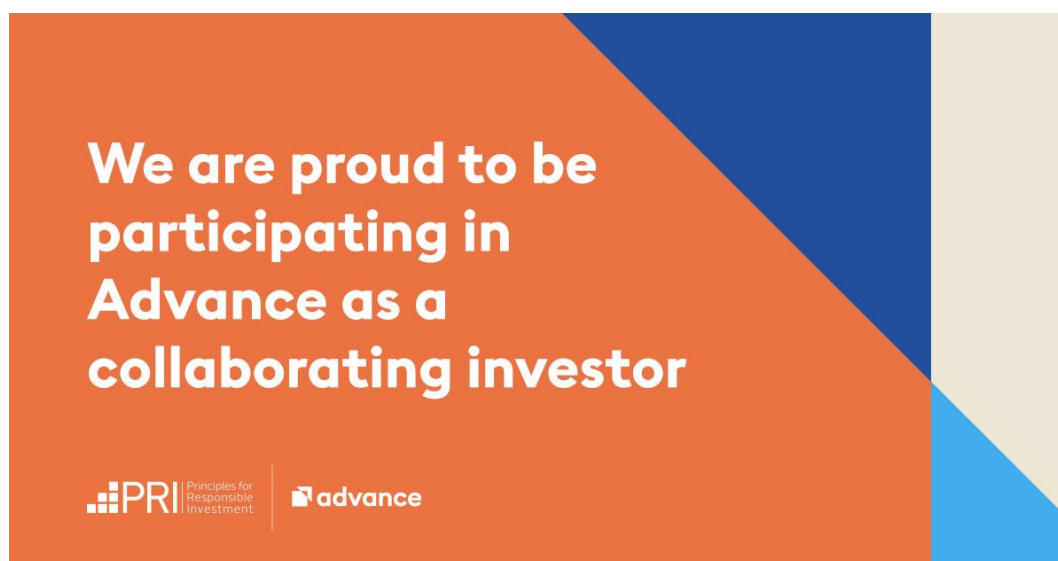 We are proud to be
participating in
Advance as a
collaborating investor
PRI Principles for
Responsible
Investment
advance